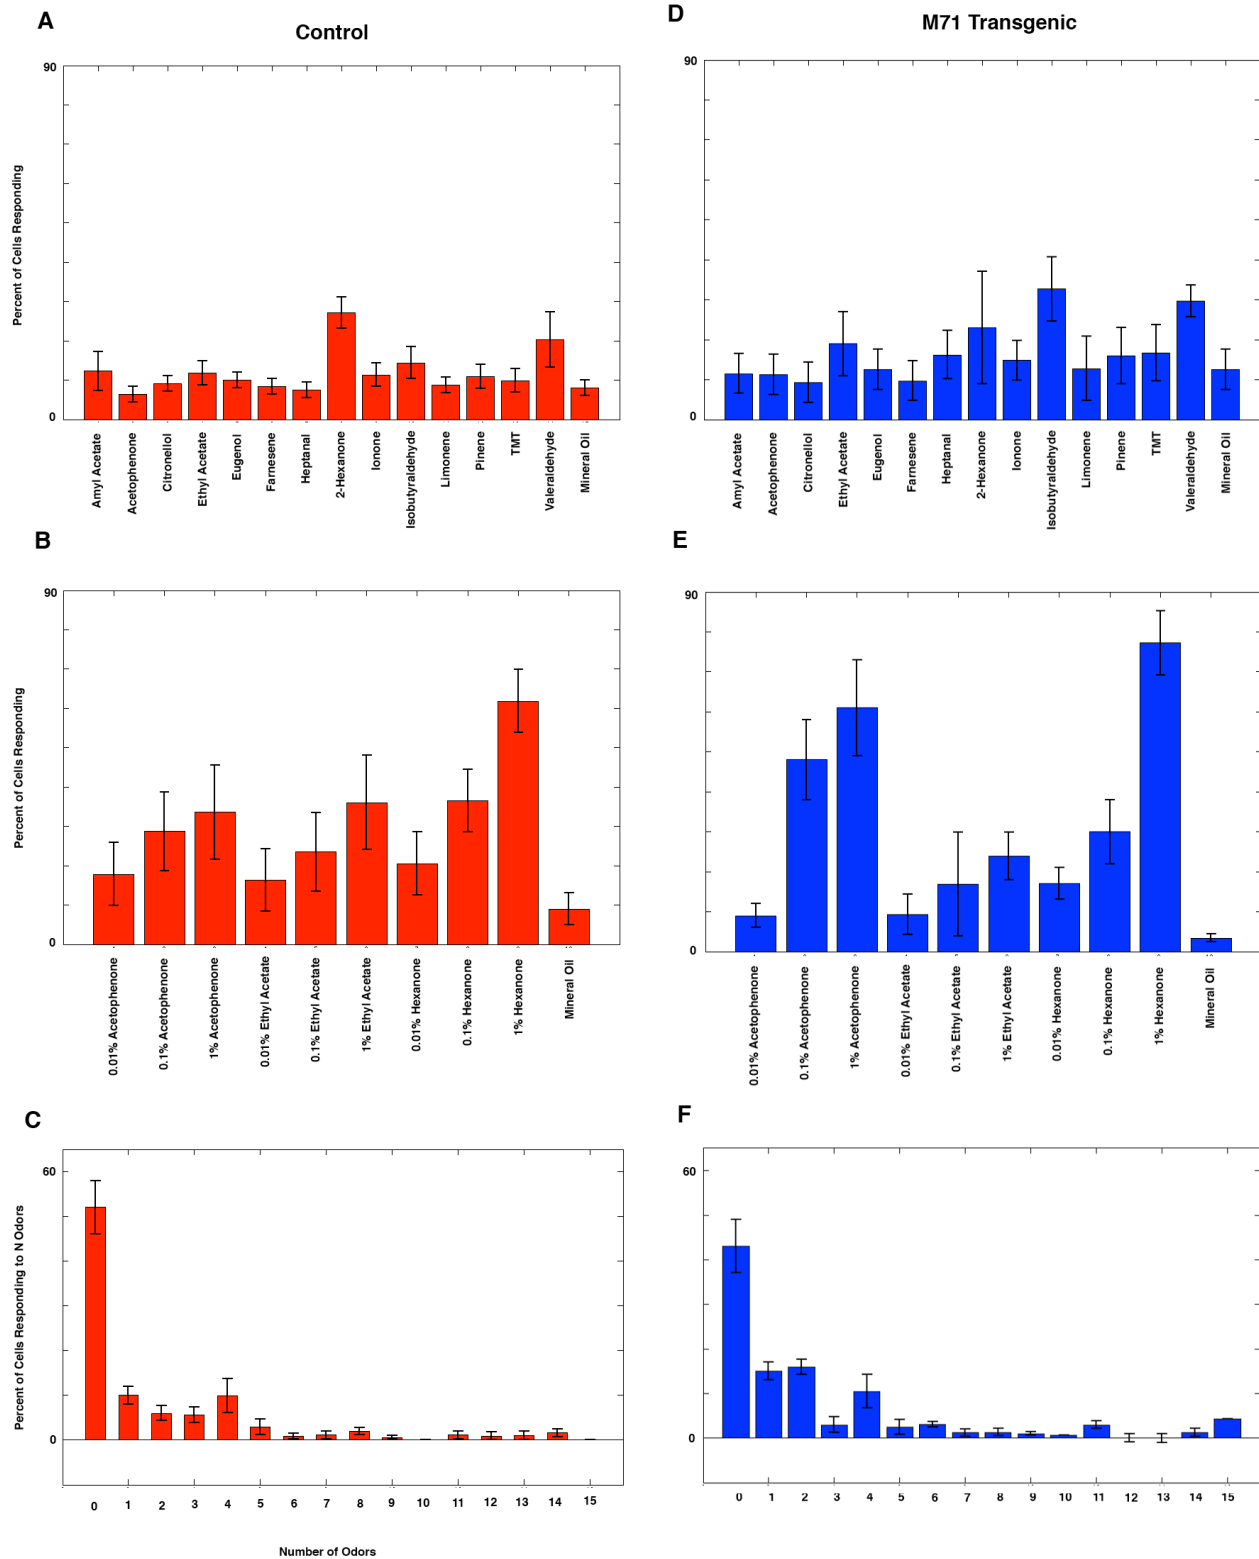 A
Control
90
Percent of Cells Responding
0
Amyl Acetate
Acetophenone
Citronellol
Ethyl Acetate
Eugenol
Farnesene
Heptanal
2-Hexanone
Ionone
Isobutyraldehyde
Limonene
Pinene
TMT
Valeraldehyde
Mineral Oil
D
M71 Transgenic
90
0
Amyl Acetate
Acetophenone
Citronellol
Ethyl Acetate
Eugenol
Farnesene
Heptanal
2-Hexanone
Ionone
Isobutyraldehyde
Limonene
Pinene
TMT
Valeraldehyde
Mineral Oil
B
90
Percent of Cells Responding
0
0.01% Acetophenone
0.1% Acetophenone
1% Acetophenone
0.01% Ethyl Acetate
0.1% Ethyl Acetate
1% Ethyl Acetate
0.01% Hexanone
0.1% Hexanone
1% Hexanone
Mineral Oil
E
90
0
0.01% Acetophenone
0.1% Acetophenone
1% Acetophenone
0.01% Ethyl Acetate
0.1% Ethyl Acetate
1% Ethyl Acetate
0.01% Hexanone
0.1% Hexanone
1% Hexanone
Mineral Oil
C
60
Percent of Cells Responding to N Odors
0
0 1 2 3 4 5 6 7 8 9 10 11 12 13 14 15
Number of Odors
F
60
0
0 1 2 3 4 5 6 7 8 9 10 11 12 13 14 15